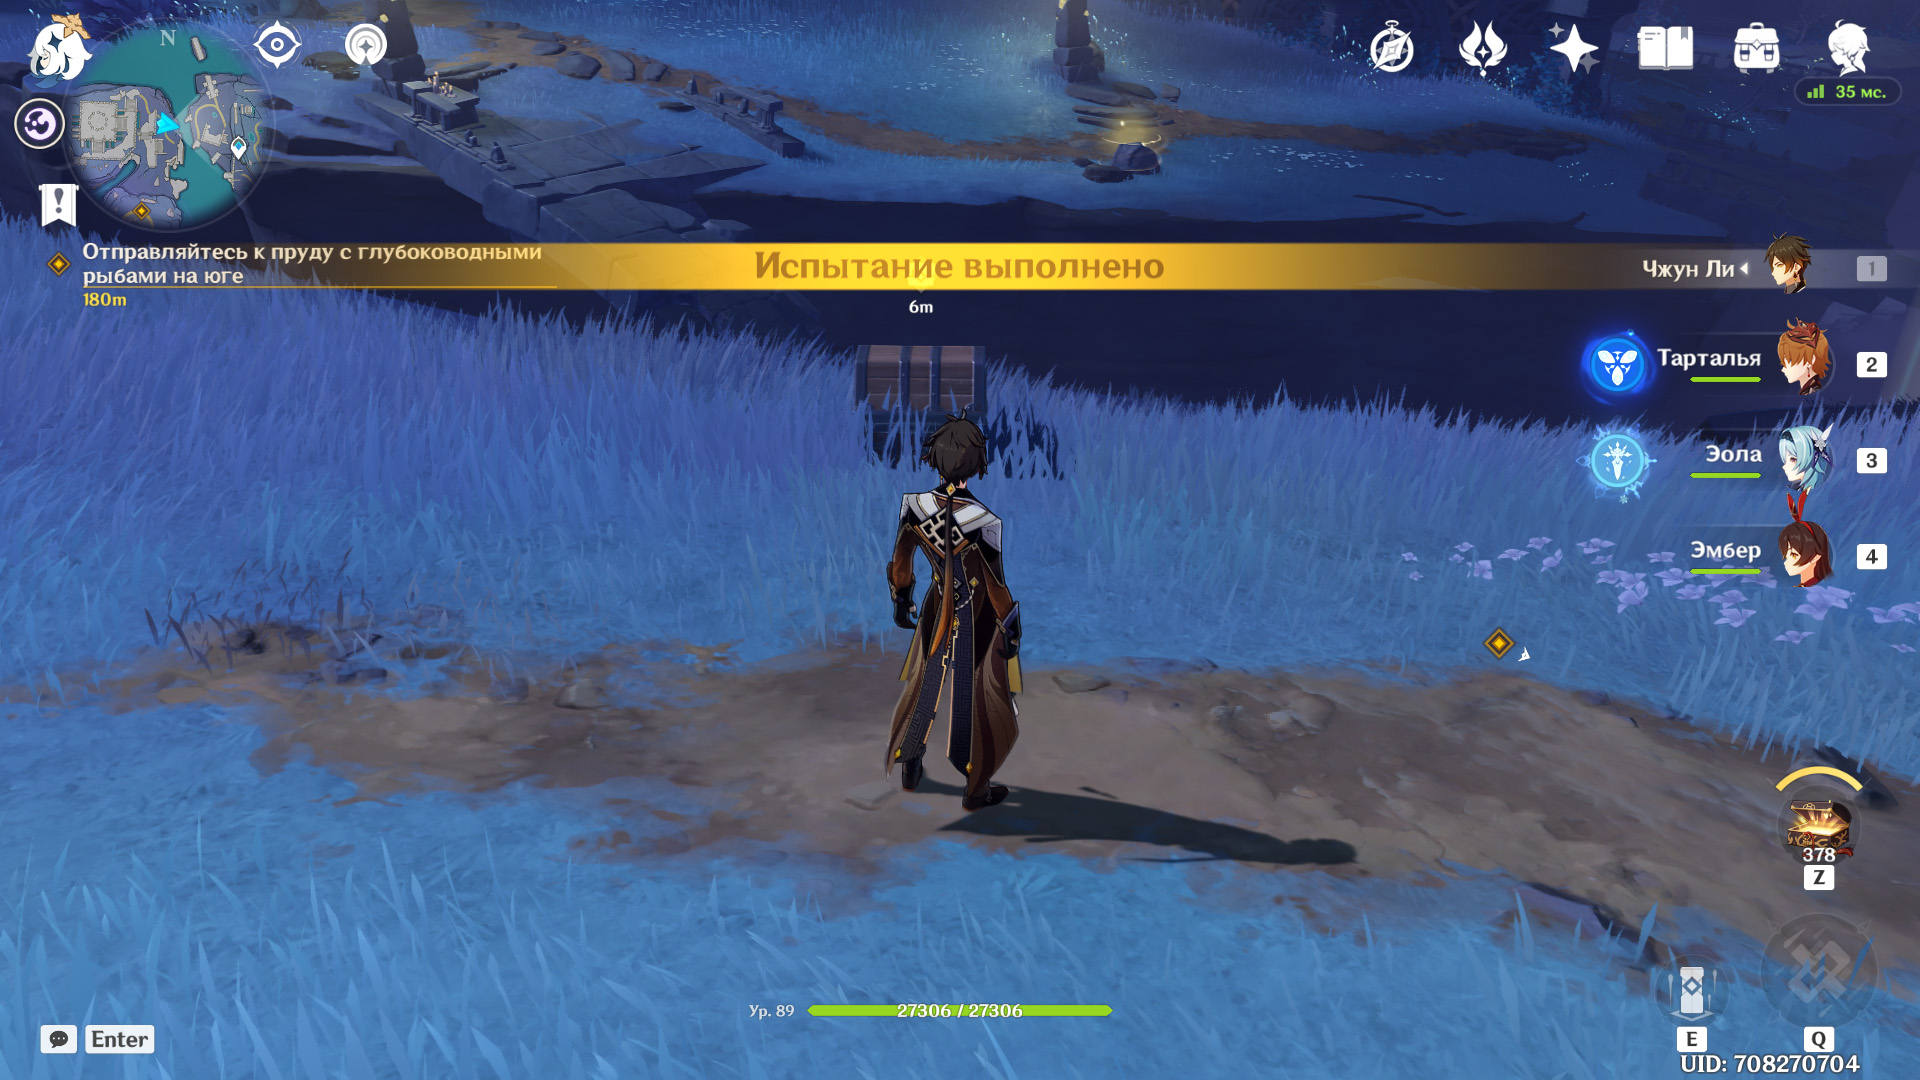 N
35 мс.
Отправляйтесь к пруду с глубоководными
рыбами на юге
180m
Испытание выполнено
6m
Чжун Ли
1
Тарталья
2
Эола
3
Эмбер
4
378
Z
Ур. 89
27306 / 27306
Enter
E
Q
UID: 708270704